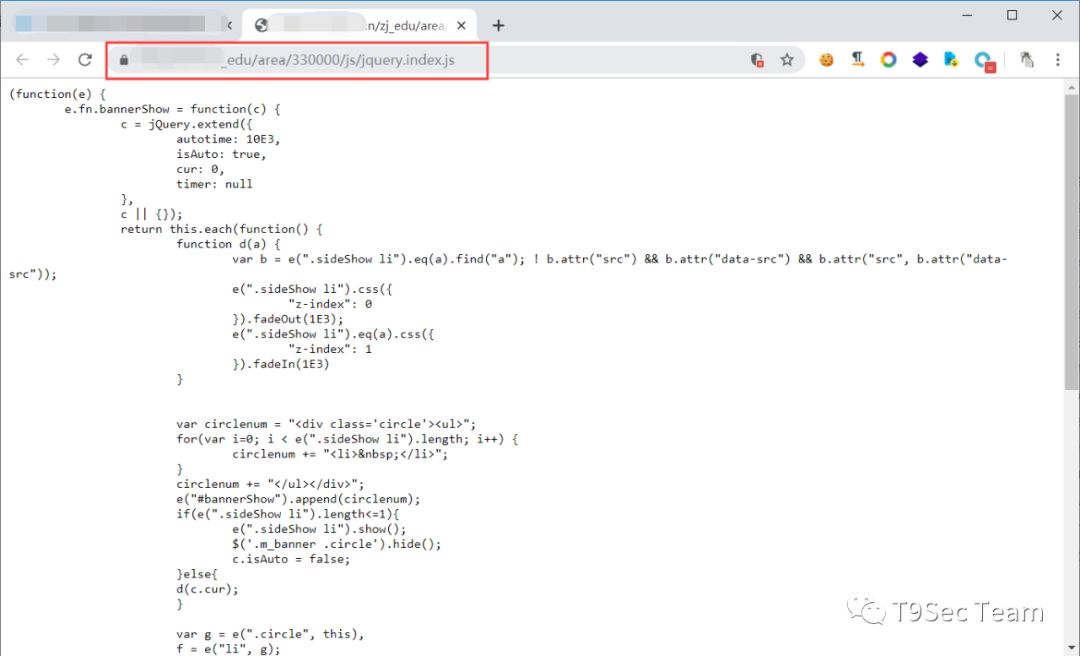 :n/zj_edu/area/
_edu/area/330000/js/jquery.index.js
(function(e) {
e.fn.bannerShow = function(c) {
c = jQuery.extend({
autotime: 10E3,
isAuto: true,
cur: 0,
timer: null
},
c || {});
return this.each(function() {
function d(a) {
var b = e(".sideShow li").eq(a).find("a"); ! b.attr("src") && b.attr("data-src") && b.attr("src", b.attr("data-
src"));
e(".sideShow li").css({
"z-index": 0
}).fadeOut(1E3);
e(".sideShow li").eq(a).css({
"z-index": 1
}).fadeIn(1E3)
}
var circlenum = "<div class='circle'><ul>";
for(var i=0; i < e(".sideShow li").length; i++) {
circlenum += "<li>&nbsp;</li>";
}
circlenum += "</ul></div>";
e("#bannerShow").append(circlenum);
if(e(".sideShow li").length<=1){
e(".sideShow li").show();
$('.m_banner .circle').hide();
c.isAuto = false;
}else{
d(c.cur);
}
var g = e(".circle", this),
f = e("li", g);
T9Sec Team